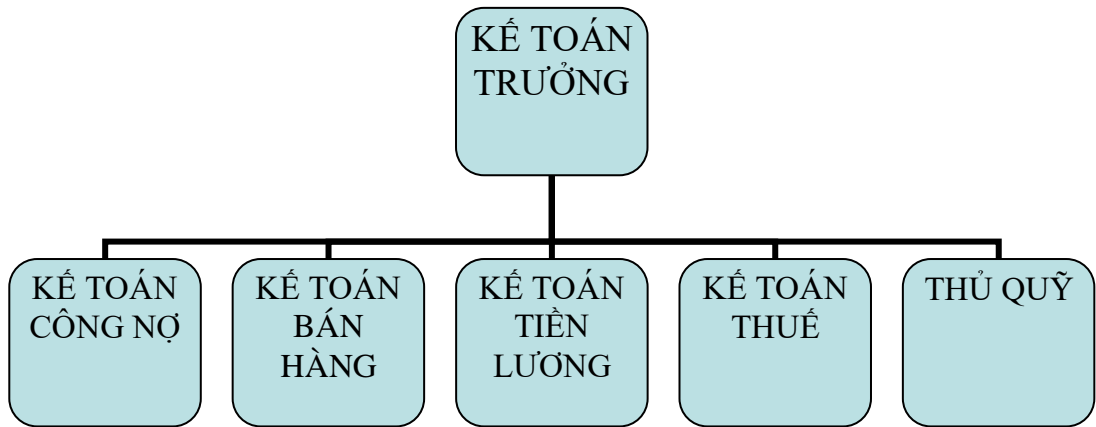 KẾ TOÁN
TRƯỞNG
KẾ TOÁN
CÔNG NỢ
KẾ TOÁN
BÁN
HÀNG
KẾ TOÁN
TIỀN
LƯƠNG
KẾ TOÁN
THUẾ
THỦ QUỸ